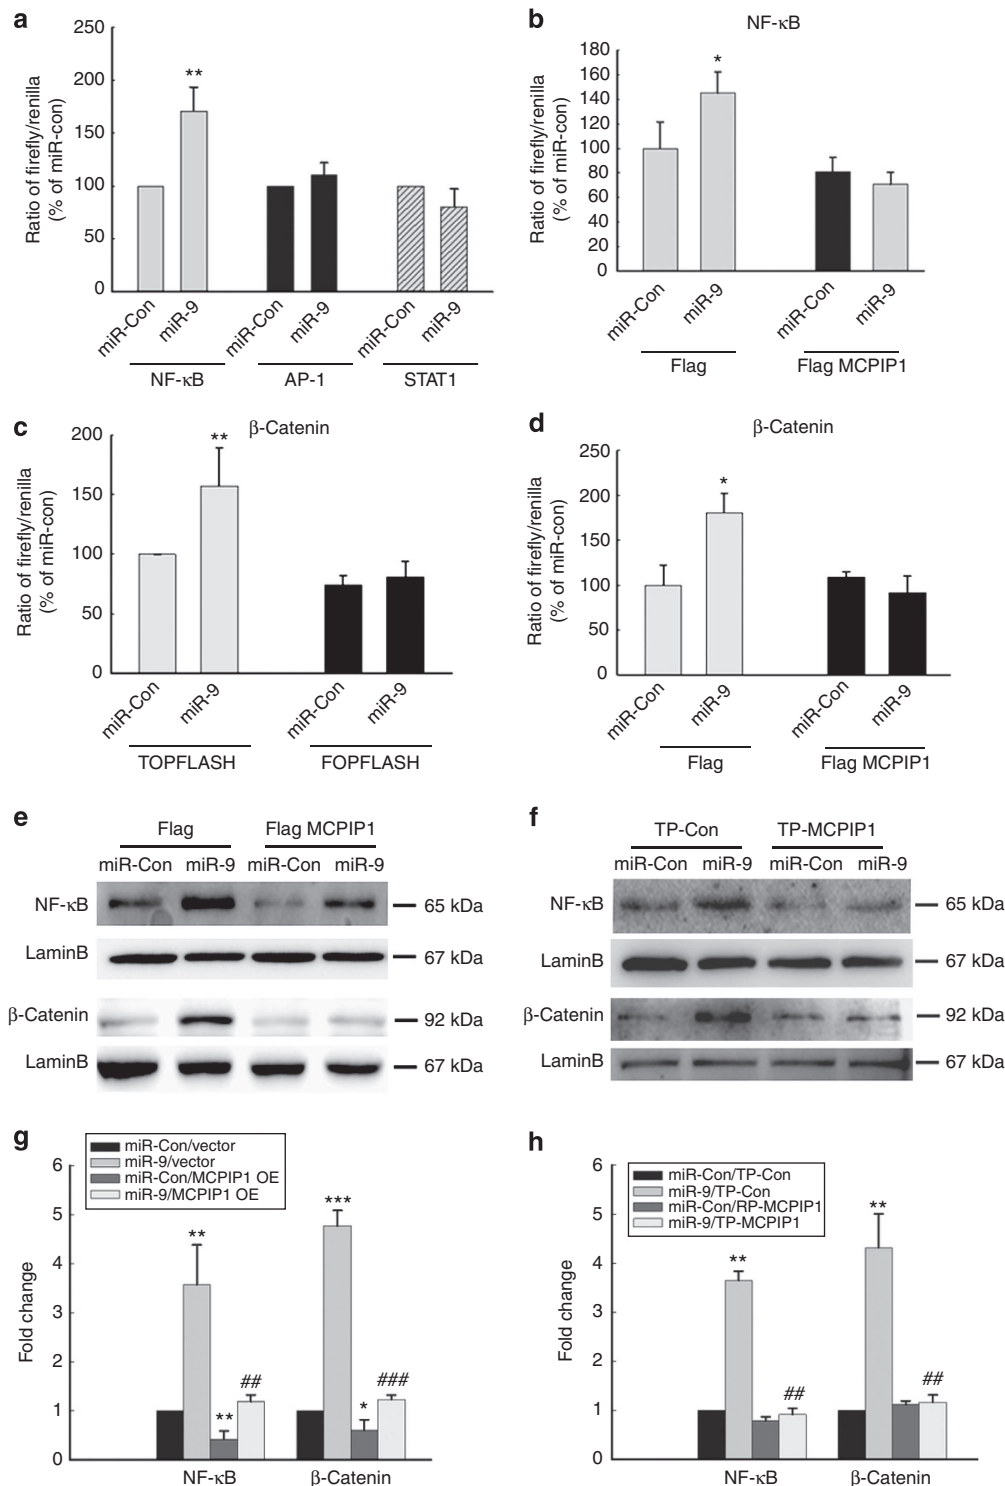 a
250
200
150
100
50
0
Ratio of firefly/renilla
(% of miR-con)
**
miR-Con
miR-9
miR-Con
miR-9
miR-Con
miR-9
NF-κB
AP-1
STAT1
b
NF-κB
180
160
140
120
100
80
60
40
20
0
Ratio of firefly/renilla
(% of miR-con)
*
miR-Con
miR-9
miR-Con
miR-9
Flag
Flag MCPIP1
c
β-Catenin
200
150
100
50
0
Ratio of firefly/renilla
(% of miR-con)
**
miR-Con
miR-9
miR-Con
miR-9
TOPFLASH
FOPFLASH
d
β-Catenin
250
200
150
100
50
0
Ratio of firefly/renilla
(% of miR-con)
*
miR-Con
miR-9
miR-Con
miR-9
Flag
Flag MCPIP1
e
Flag
Flag MCPIP1
miR-Con miR-9 miR-Con miR-9
NF-κB
65 kDa
LaminB
67 kDa
β-Catenin
92 kDa
LaminB
67 kDa
f
TP-Con
TP-MCPIP1
miR-Con miR-9 miR-Con miR-9
NF-κB
65 kDa
LaminB
67 kDa
β-Catenin
92 kDa
LaminB
67 kDa
g
miR-Con/vector
miR-9/vector
miR-Con/MCPIP1 OE
miR-9/MCPIP1 OE
6
5
4
3
2
1
0
Fold change
**
**
##
***
*
###
NF-κB
β-Catenin
h
miR-Con/TP-Con
miR-9/TP-Con
miR-Con/RP-MCPIP1
miR-9/TP-MCPIP1
6
5
4
3
2
1
0
Fold change
**
##
**
##
NF-κB
β-Catenin